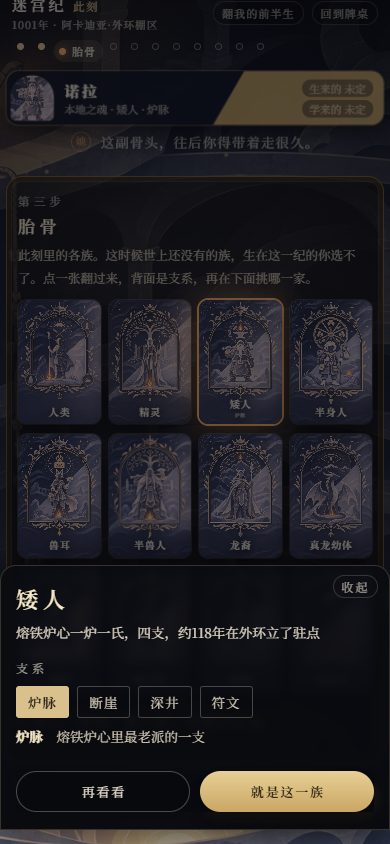 迷宫纪 此刻
翻我的前半生
回到牌桌
1001年·阿卡迪亚·外环棚区
胎骨
诺拉
本地之魂·矮人·炉脉
生来的 未定
学来的 未定
她 这副骨头，往后你得带着走很久。
第三步
胎骨
此刻里的各族。这时候世上还没有的族，生在这一纪的你选不
了。点一张翻过来，背面是支系，再在下面挑哪一家。
人类
精灵
矮人
炉脉
半身人
兽耳
半兽人
龙裔
真龙幼体
收起
矮人
熔铁炉心一炉一氏，四支，约118年在外环立了驻点
支系
炉脉
断崖
深井
符文
炉脉 熔铁炉心里最老派的一支
再看看
就是这一族